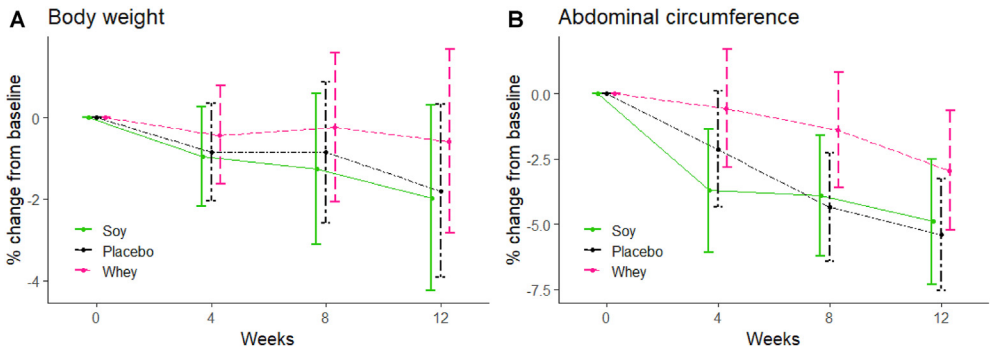 A Body weight
% change from baseline
0
-2
-4
Soy
Placebo
Whey
0 4 8 12
Weeks
B Abdominal circumference
% change from baseline
0.0
-2.5
-5.0
-7.5
Soy
Placebo
Whey
0 4 8 12
Weeks